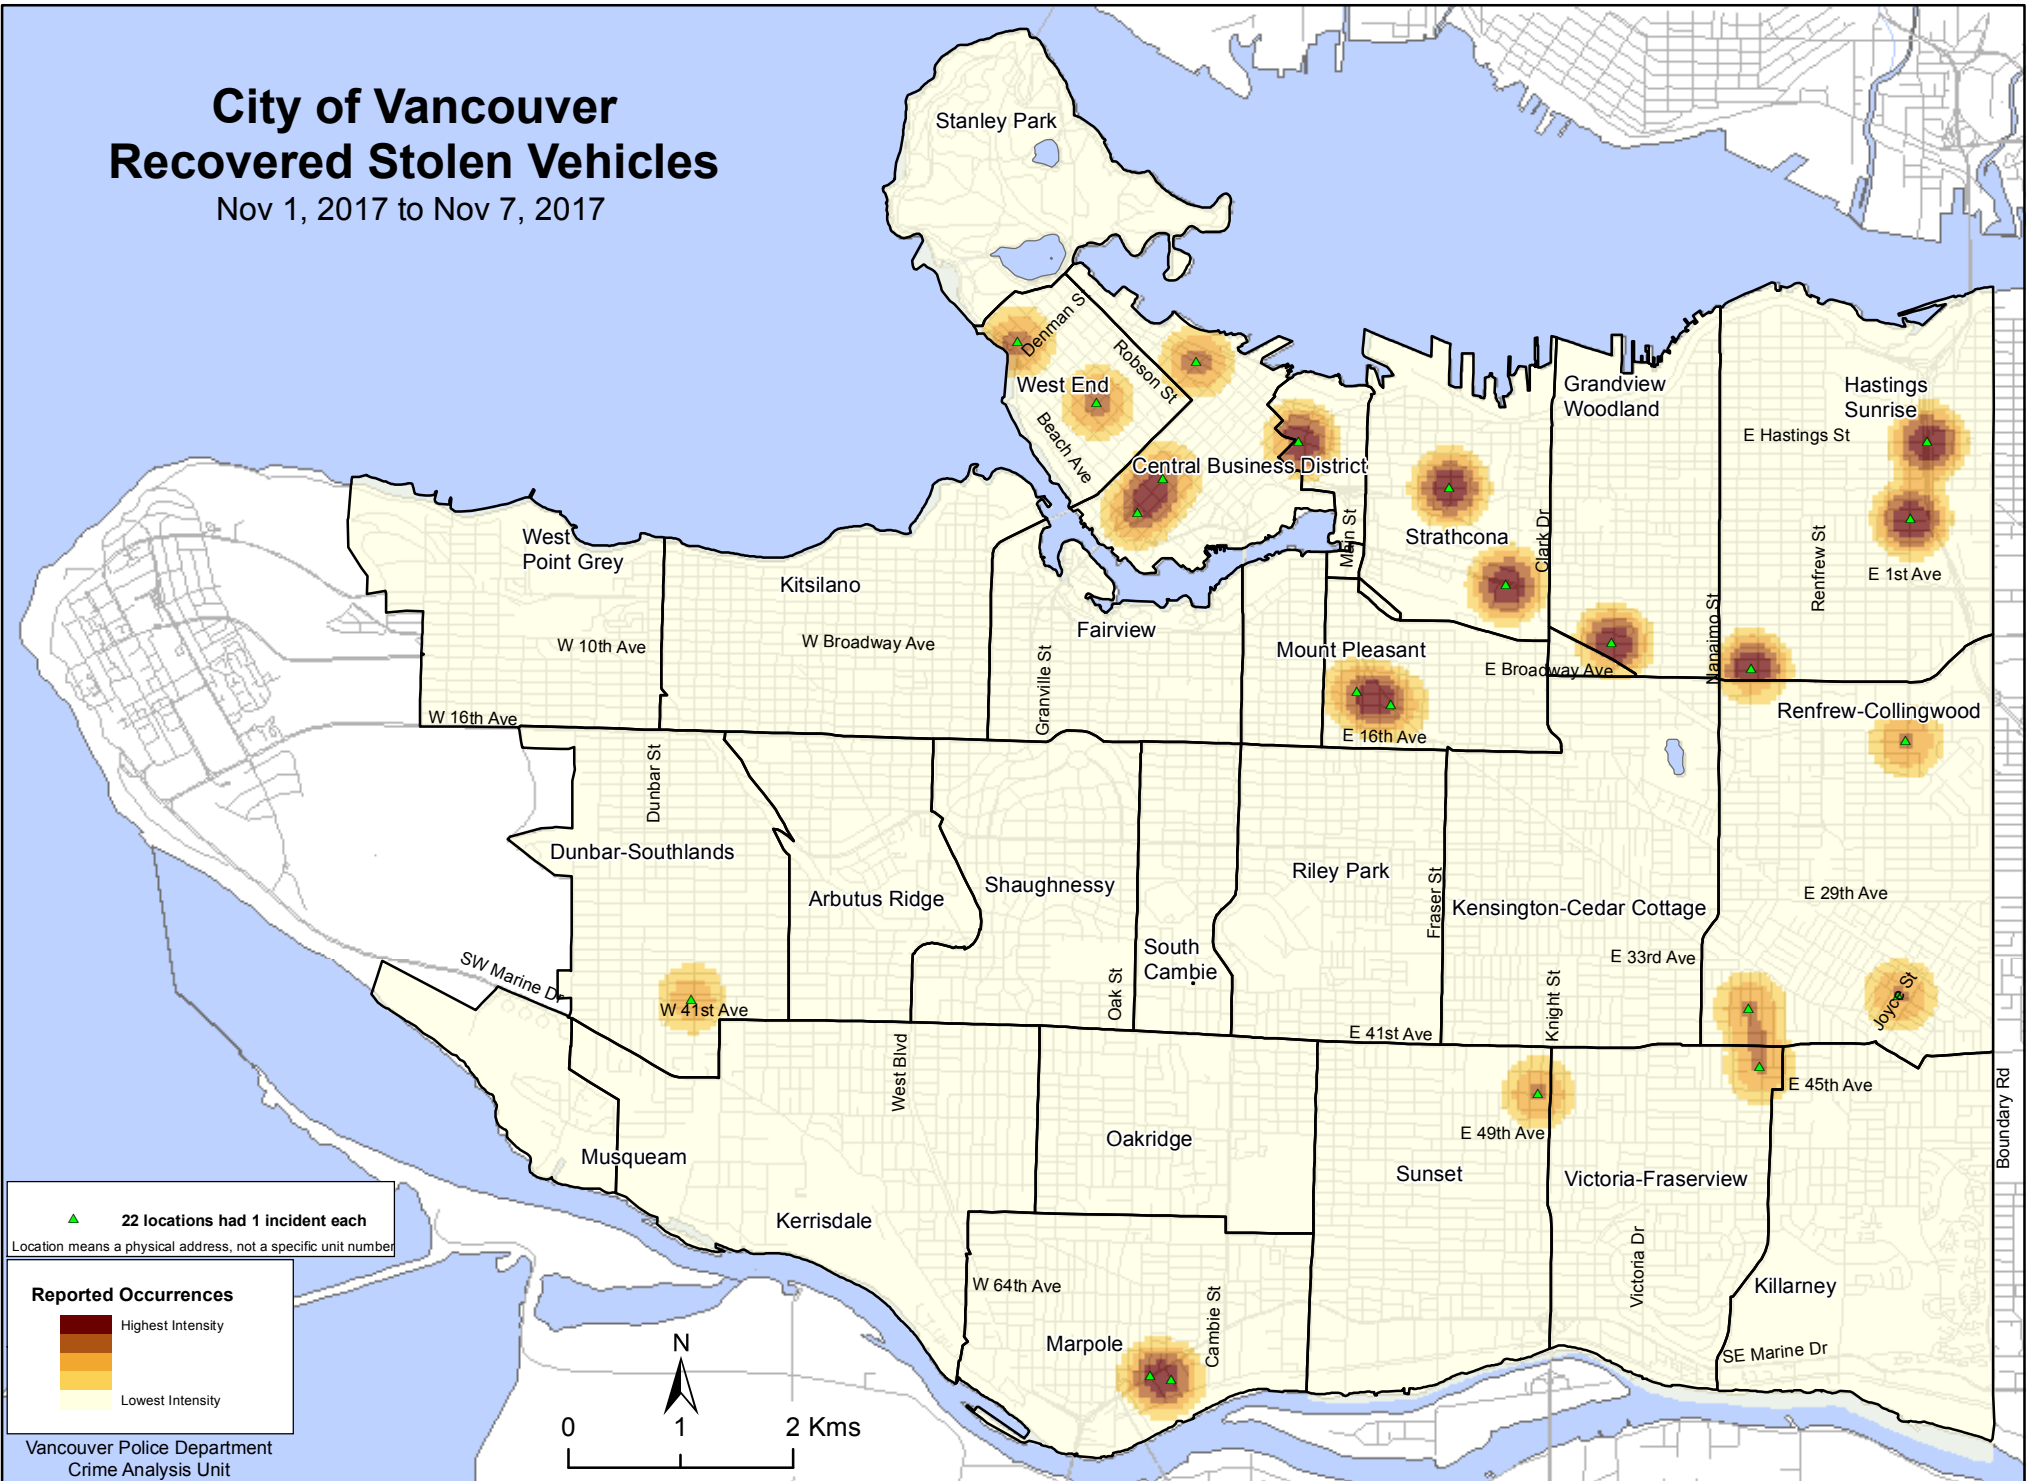 City of Vancouver
Recovered Stolen Vehicles
Nov 1, 2017 to Nov 7, 2017
Stanley Park
Denman St
Robson St
West End
Beach Ave
Central Business District
Grandview
Woodland
Hastings
Sunrise
E Hastings St
West
Point Grey
Kitsilano
Strathcona
Main St
Clark Dr
Renfrew St
E 1st Ave
Nanaimo St
Fairview
W 10th Ave
W Broadway Ave
Granville St
Mount Pleasant
E Broadway Ave
W 16th Ave
E 16th Ave
Renfrew-Collingwood
Dunbar St
Dunbar-Southlands
Arbutus Ridge
Shaughnessy
Riley Park
Fraser St
Kensington-Cedar Cottage
E 29th Ave
South
Cambie
E 33rd Ave
SW Marine Dr
W 41st Ave
Oak St
Knight St
Joyce St
E 41st Ave
West Blvd
E 45th Ave
Boundary Rd
Oakridge
E 49th Ave
Musqueam
Sunset
Victoria-Fraserview
Kerrisdale
Victoria Dr
W 64th Ave
Cambie St
Killarney
Marpole
SE Marine Dr
22 locations had 1 incident each
Location means a physical address, not a specific unit number
Reported Occurrences
Highest Intensity
Lowest Intensity
N
0 1 2 Kms
Vancouver Police Department
Crime Analysis Unit